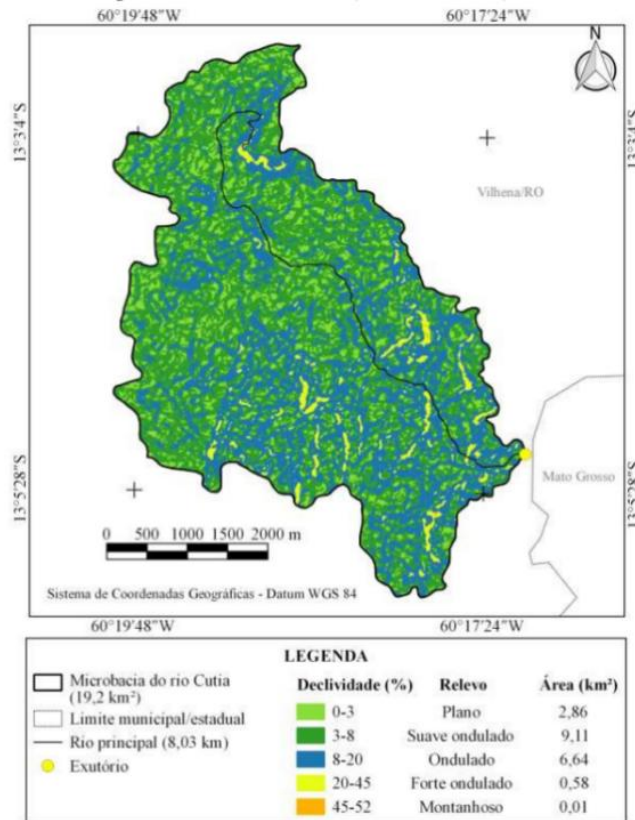 60°19'48"W 60°17'24"W
N
13°3'4"S 13°3'4"S
Vilhena/RO
Mato Grosso
13°5'28"S 13°5'28"S
0 500 1000 1500 2000 m
Sistema de Coordenadas Geográficas - Datum WGS 84
60°19'48"W 60°17'24"W
LEGENDA
Microbacia do rio Cutia
(19,2 km²)
Limite municipal/estadual
Rio principal (8,03 km)
Exutório
Declividade (%) Relevo Área (km²)
0-3 Plano 2,86
3-8 Suave ondulado 9,11
8-20 Ondulado 6,64
20-45 Forte ondulado 0,58
45-52 Montanhoso 0,01